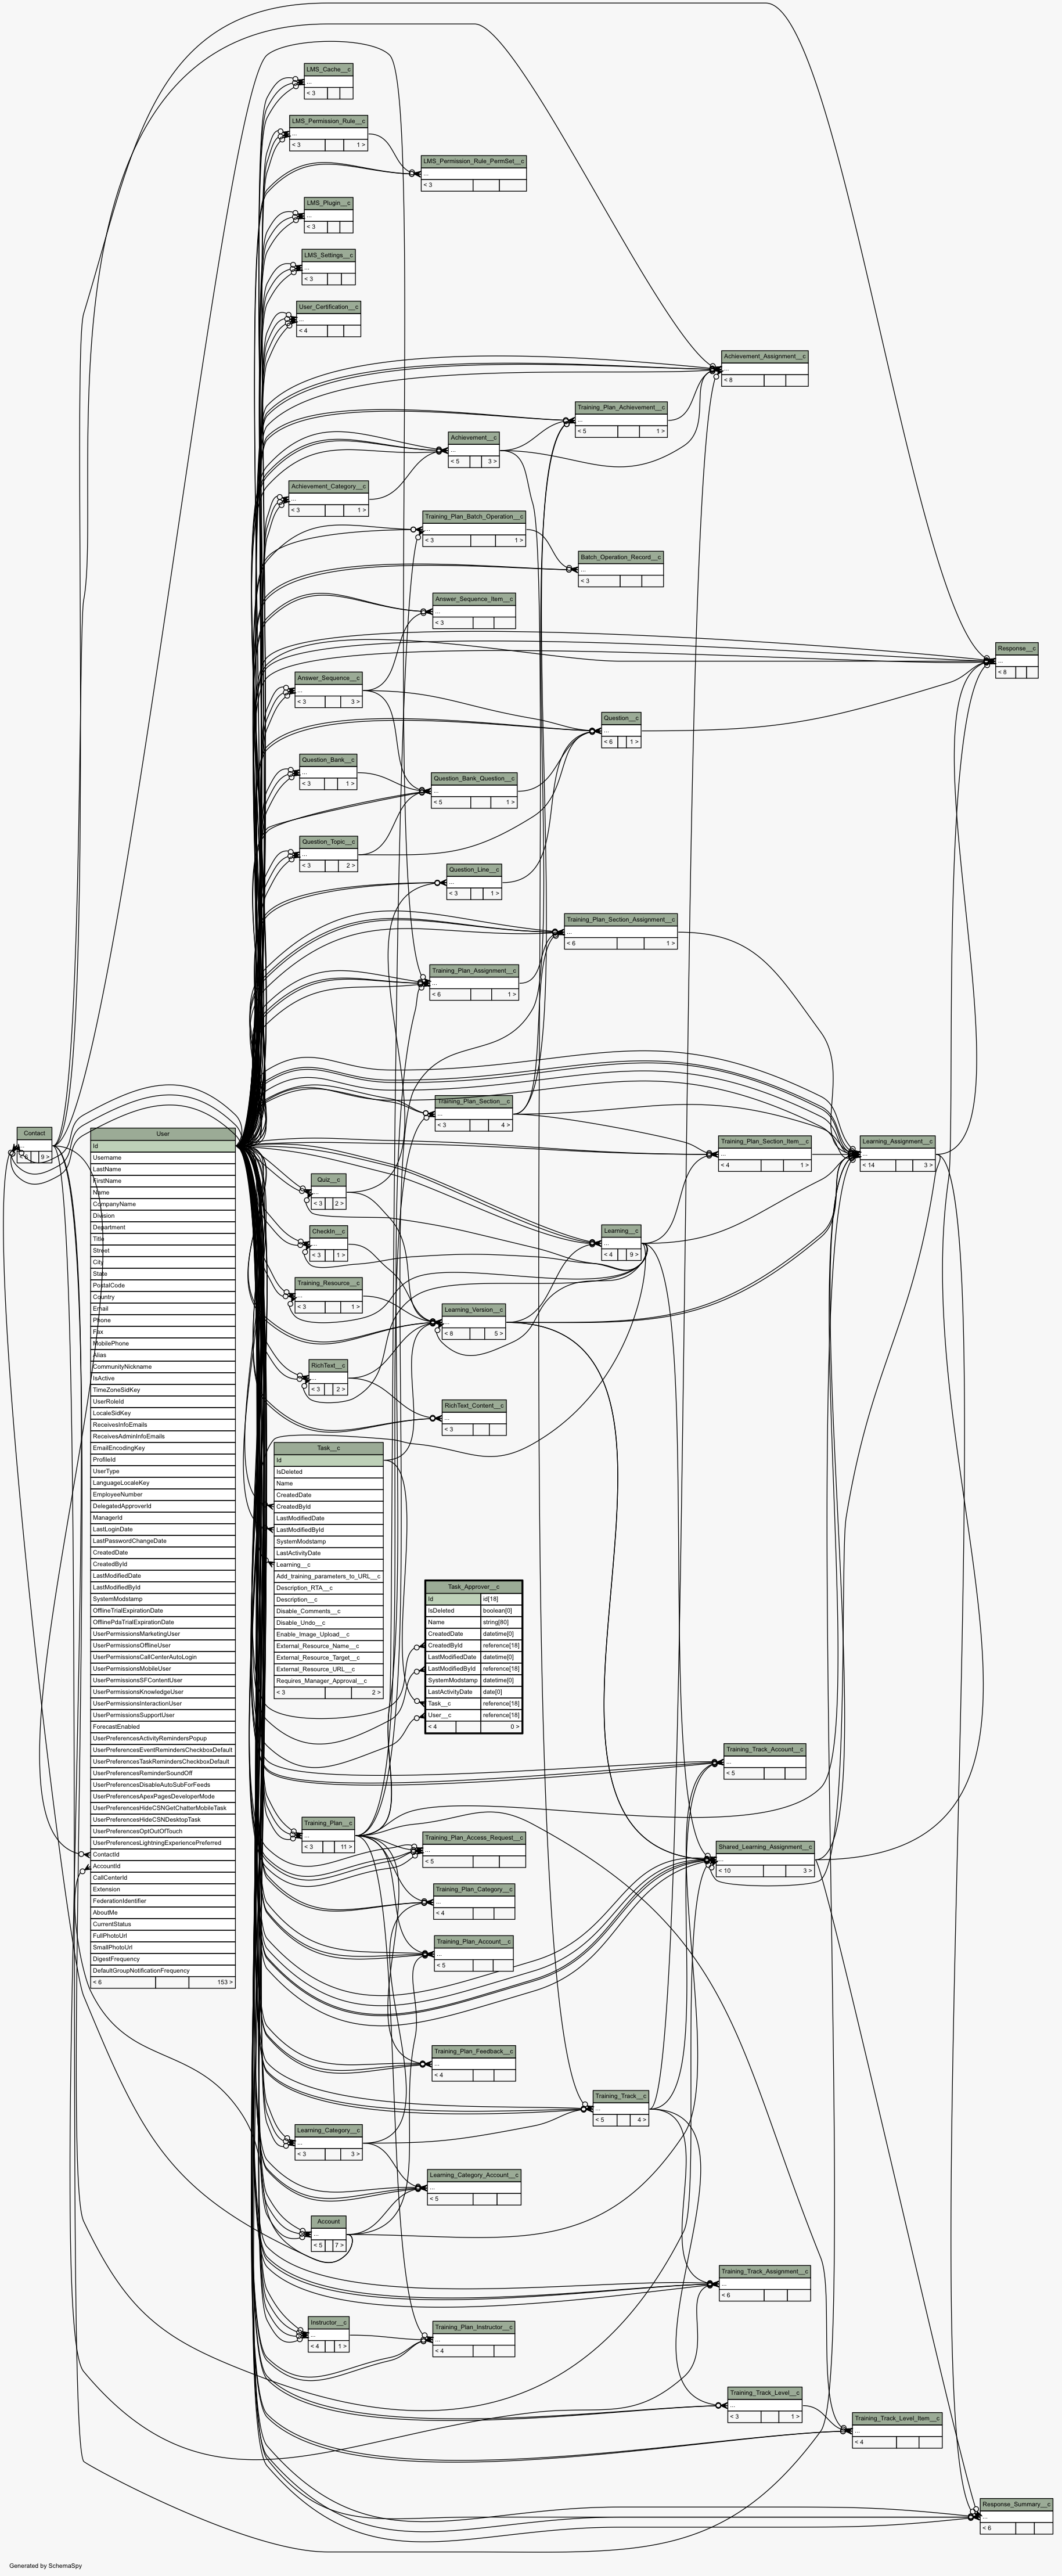 LMS_Cache__c
...
< 3
LMS_Permission_Rule__c
...
< 3 1 >
LMS_Permission_Rule_PermSet__c
...
< 3
LMS_Plugin__c
...
< 3
LMS_Settings__c
...
< 3
User_Certification__c
...
< 4
Achievement_Assignment__c
...
< 8
Training_Plan_Achievement__c
...
< 5 1 >
Achievement__c
...
< 5 3 >
Achievement_Category__c
...
< 3 1 >
Training_Plan_Batch_Operation__c
...
< 3 1 >
Batch_Operation_Record__c
...
< 3
Answer_Sequence_Item__c
...
< 3
Response__c
...
< 8
Answer_Sequence__c
...
< 3 3 >
Question__c
...
< 6 1 >
Question_Bank__c
...
< 3 1 >
Question_Bank_Question__c
...
< 5 1 >
Question_Topic__c
...
< 3 2 >
Question_Line__c
...
< 3 1 >
Training_Plan_Section_Assignment__c
...
< 6 1 >
Training_Plan_Assignment__c
...
< 6 1 >
Training_Plan_Section__c
...
< 3 4 >
Training_Plan_Section_Item__c
...
< 4 1 >
Learning_Assignment__c
...
< 14 3 >
Contact
9 >
User
Id
Username
LastName
FirstName
Name
CompanyName
Division
Department
Title
Street
City
State
PostalCode
Country
Email
Phone
Fax
MobilePhone
Alias
CommunityNickname
IsActive
TimeZoneSidKey
UserRoleId
LocaleSidKey
ReceivesInfoEmails
ReceivesAdminInfoEmails
EmailEncodingKey
ProfileId
UserType
LanguageLocaleKey
EmployeeNumber
DelegatedApproverId
ManagerId
LastLoginDate
LastPasswordChangeDate
CreatedDate
CreatedById
LastModifiedDate
LastModifiedById
SystemModstamp
OfflineTrialExpirationDate
OfflinePdaTrialExpirationDate
UserPermissionsMarketingUser
UserPermissionsOfflineUser
UserPermissionsCallCenterAutoLogin
UserPermissionsMobileUser
UserPermissionsSFContentUser
UserPermissionsKnowledgeUser
UserPermissionsInteractionUser
UserPermissionsSupportUser
ForecastEnabled
UserPreferencesActivityRemindersPopup
UserPreferencesEventRemindersCheckboxDefault
UserPreferencesTaskRemindersCheckboxDefault
UserPreferencesReminderSoundOff
UserPreferencesDisableAutoSubForFeeds
UserPreferencesApexPagesDeveloperMode
UserPreferencesHideCSNGetChatterMobileTask
UserPreferencesHideCSNDesktopTask
UserPreferencesOptOutOfTouch
UserPreferencesLightningExperiencePreferred
ContactId
AccountId
CallCenterId
Extension
FederationIdentifier
AboutMe
CurrentStatus
FullPhotoUrl
SmallPhotoUrl
DigestFrequency
DefaultGroupNotificationFrequency
< 6 153 >
Quiz__c
...
< 3 2 >
CheckIn__c
...
< 3 1 >
Learning__c
...
< 4 9 >
Training_Resource__c
...
< 3 1 >
Learning_Version__c
...
< 8 5 >
RichText__c
...
< 3 2 >
RichText_Content__c
...
< 3
Task__c
Id
IsDeleted
Name
CreatedDate
CreatedById
LastModifiedDate
LastModifiedById
SystemModstamp
LastActivityDate
Learning__c
Add_training_parameters_to_URL__c
Description_RTA__c
Description__c
Disable_Comments__c
Disable_Undo__c
Enable_Image_Upload__c
External_Resource_Name__c
External_Resource_Target__c
External_Resource_URL__c
Requires_Manager_Approval__c
< 3 2 >
Task_Approver__c
Id id[18]
IsDeleted boolean[0]
Name string[80]
CreatedDate datetime[0]
CreatedById reference[18]
LastModifiedDate datetime[0]
LastModifiedById reference[18]
SystemModstamp datetime[0]
LastActivityDate date[0]
Task__c reference[18]
User__c reference[18]
< 4 0 >
Training_Track_Account__c
...
< 5
Training_Plan__c
...
< 3 11 >
Training_Plan_Access_Request__c
...
< 5
Shared_Learning_Assignment__c
...
< 10 3 >
Training_Plan_Category__c
...
< 4
Training_Plan_Account__c
...
< 5
Training_Plan_Feedback__c
...
< 4
Training_Track__c
...
< 5 4 >
Learning_Category__c
...
< 3 3 >
Learning_Category_Account__c
...
< 5
Account
...
< 5 7 >
Training_Track_Assignment__c
...
< 6
Instructor__c
...
< 4 1 >
Training_Plan_Instructor__c
...
< 4
Training_Track_Level__c
...
< 3 1 >
Training_Track_Level_Item__c
...
< 4
Response_Summary__c
...
< 6
Generated by SchemaSpy